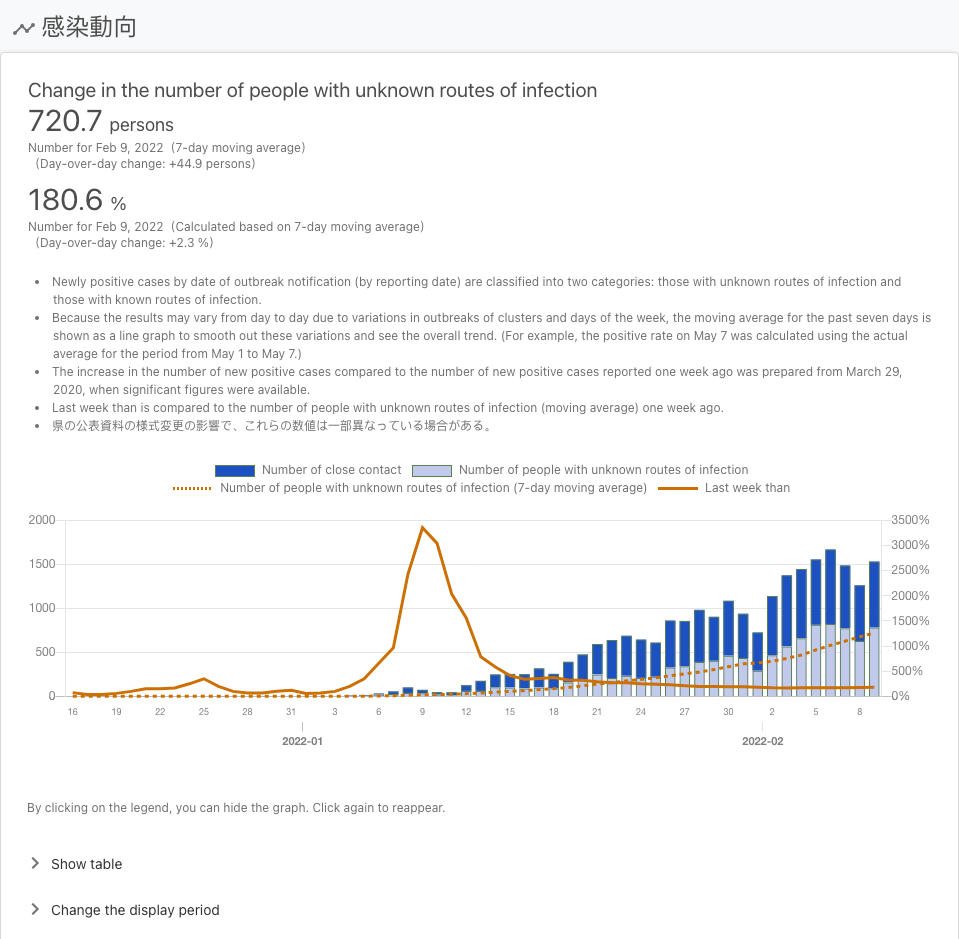 感染動向
Change in the number of people with unknown routes of infection
720.7 persons
Number for Feb 9, 2022 (7-day moving average)
(Day-over-day change: +44.9 persons)
180.6 %
Number for Feb 9, 2022 (Calculated based on 7-day moving average)
(Day-over-day change: +2.3 %)
• Newly positive cases by date of outbreak notification (by reporting date) are classified into two categories: those with unknown routes of infection and
those with known routes of infection.
• Because the results may vary from day to day due to variations in outbreaks of clusters and days of the week, the moving average for the past seven days is
shown as a line graph to smooth out these variations and see the overall trend. (For example, the positive rate on May 7 was calculated using the actual
average for the period from May 1 to May 7.)
• The increase in the number of new positive cases compared to the number of new positive cases reported one week ago was prepared from March 29,
2020, when significant figures were available.
• Last week than is compared to the number of people with unknown routes of infection (moving average) one week ago.
• 県の公表資料の様式変更の影響で、これらの数値は一部異なっている場合がある。
Number of close contact Number of people with unknown routes of infection
Number of people with unknown routes of infection (7-day moving average) Last week than
2000 3500%
3000%
1500 2500%
2000%
1000 1500%
500 1000%
500%
0 0%
16 19 22 25 28 31 3 6 9 12 15 18 21 24 27 30 2 5 8
2022-01 2022-02
By clicking on the legend, you can hide the graph. Click again to reappear.
Show table
Change the display period